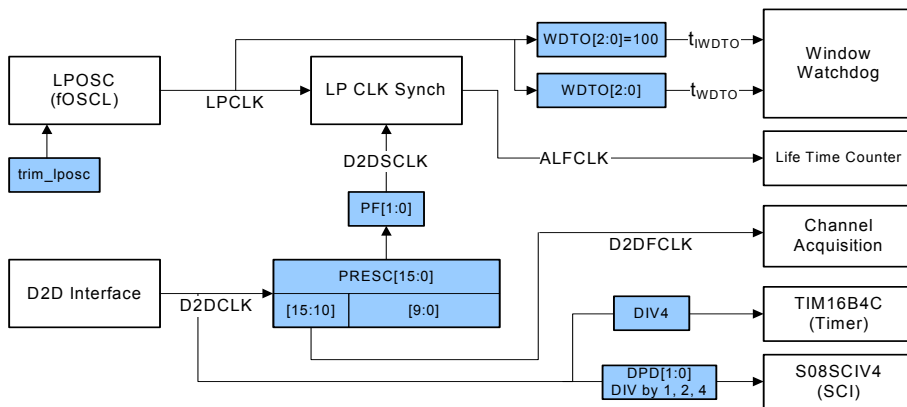 LPOSC
(fOSCL)
LPCLK
LP CLK Synch
WDTO[2:0]=100
tIWDTO
WDTO[2:0]
tWDTO
Window
Watchdog
trim_lposc
D2DSCLK
ALFCLK
Life Time Counter
PF[1:0]
D2DFCLK
Channel
Acquisition
D2D Interface
D2DCLK
PRESC[15:0]
[15:10]
[9:0]
DIV4
TIM16B4C
(Timer)
DPD[1:0]
DIV by 1, 2, 4
S08SCIV4
(SCI)